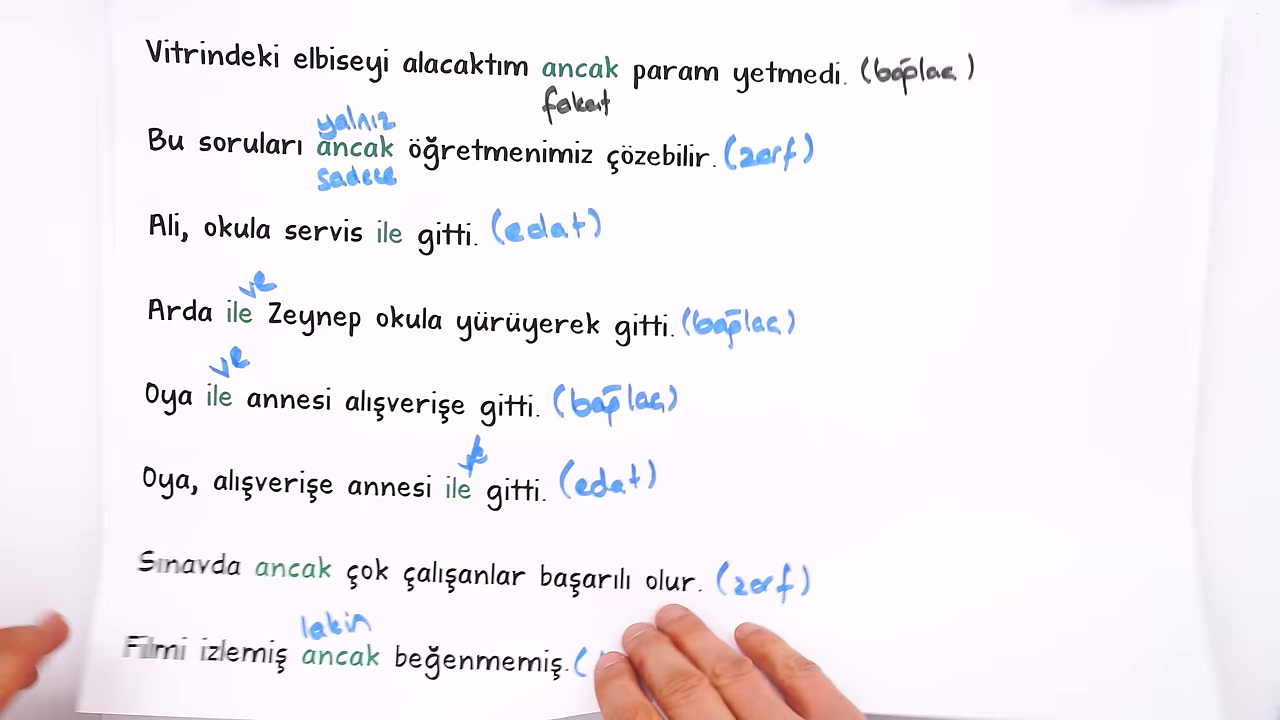 Vitrindeki elbiseyi alacaktım ancak param yetmedi. (bağlaç)
fakat
yalnız
Bu soruları ancak öğretmenimiz çözebilir. (zarf)
sadece
Ali, okula servis ile gitti. (edat)
ve
Arda ile Zeynep okula yürüyerek gitti. (bağlaç)
ve
Oya ile annesi alışverişe gitti. (bağlaç)
Oya, alışverişe annesi ile gitti. (edat)
Sınavda ancak çok çalışanlar başarılı olur. (zarf)
lakin
Filmi izlemiş ancak beğenmemiş. (